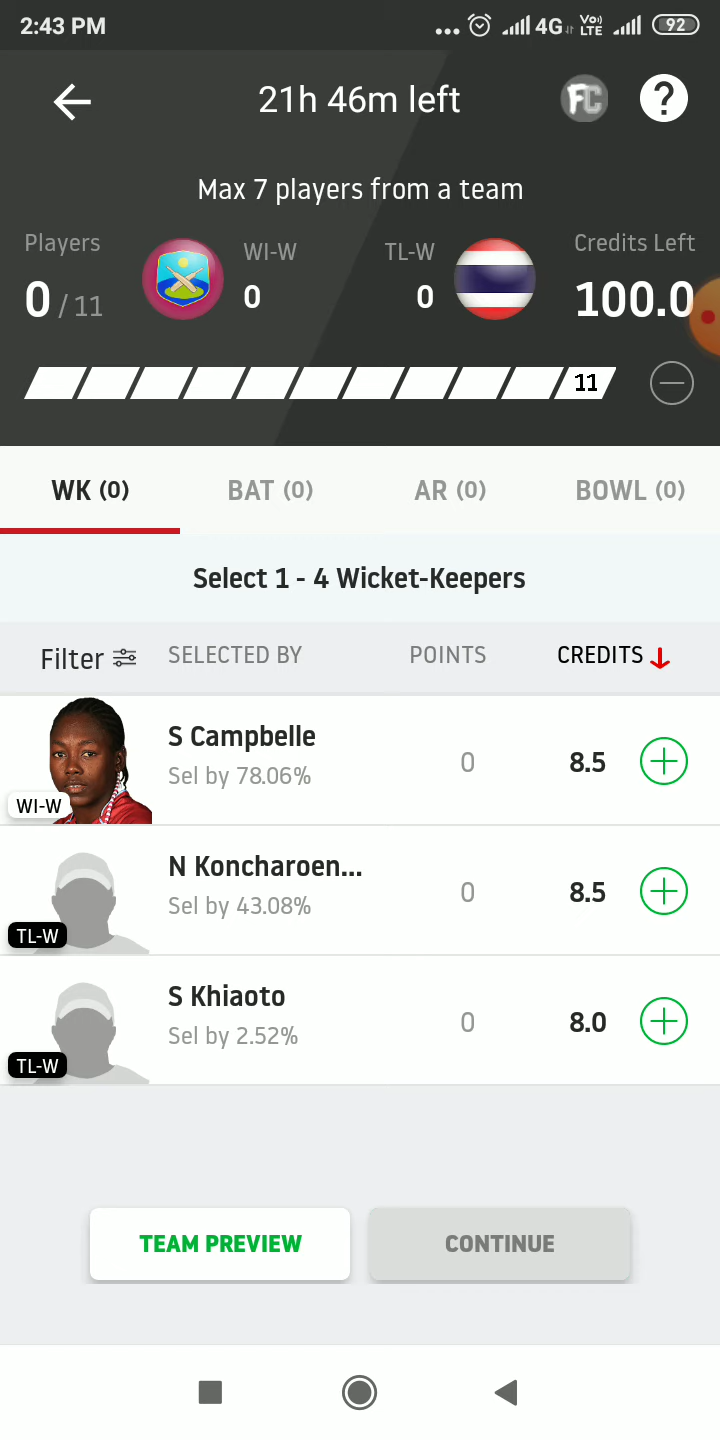 2:43 PM
4G
Vo)
LTE
92
21h 46m left
FC
?
Max 7 players from a team
Players
WI-W
TL-W
Credits Left
0 / 11
0
0
100.0
11
WK (0)
BAT (0)
AR (0)
BOWL (0)
Select 1 - 4 Wicket-Keepers
Filter
SELECTED BY
POINTS
CREDITS
S Campbelle
Sel by 78.06%
0
8.5
WI-W
N Koncharoen...
Sel by 43.08%
0
8.5
TL-W
S Khiaoto
Sel by 2.52%
0
8.0
TL-W
TEAM PREVIEW
CONTINUE